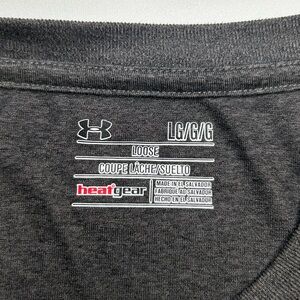 LG/G/G
LOOSE
COUPE LÂCHE/SUELTO
heatgear
MADE IN EL SALVADOR
FABRIQUÉ AU SALVADOR
HECHO EN EL SALVADOR